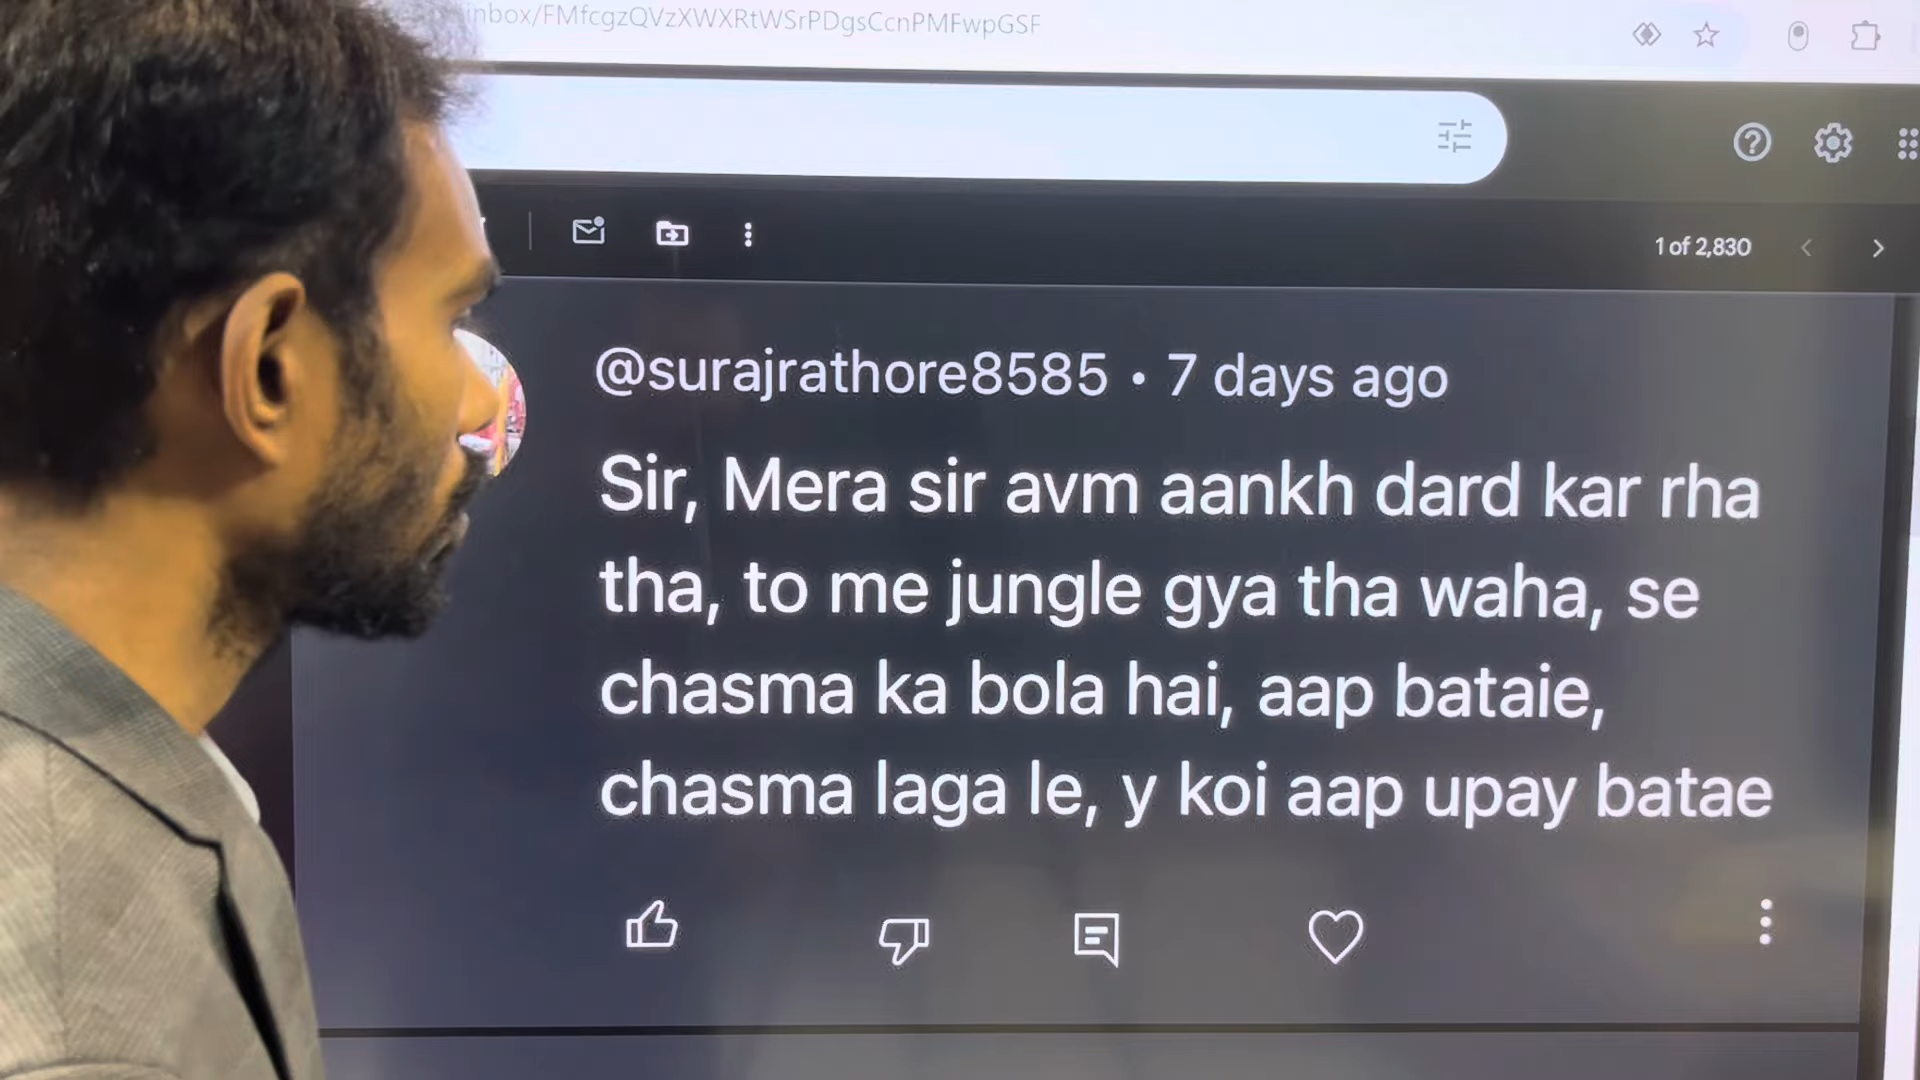 inbox/FMfcgzQVzXWXRtWSrPDgsCcnPMFwpGSF
1 of 2,830
@surajrathore8585 • 7 days ago
Sir, Mera sir avm aankh dard kar rha
tha, to me jungle gya tha waha, se
chasma ka bola hai, aap bataie,
chasma laga le, y koi aap upay batae